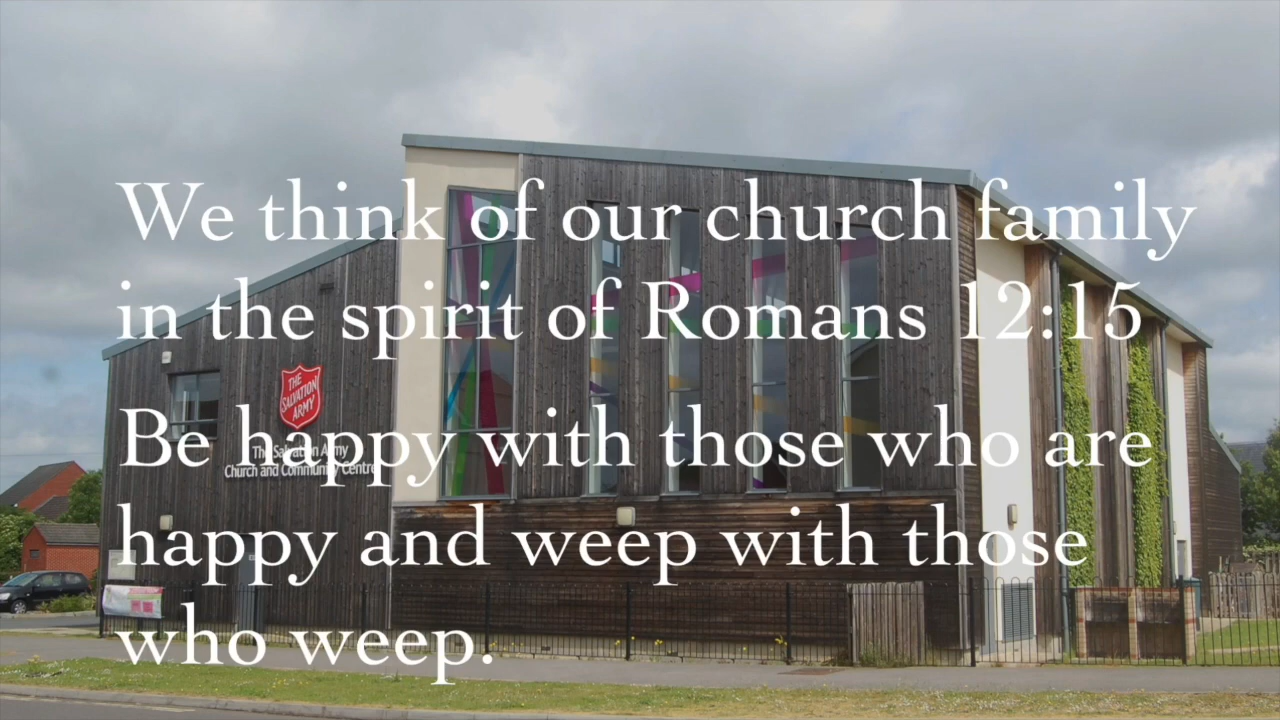 We think of our church family
in the spirit of Romans 12:15
Be happy with those who are
happy and weep with those
who weep.
THE
SALVATION
ARMY
The Salvation Army
Church and Community Centre